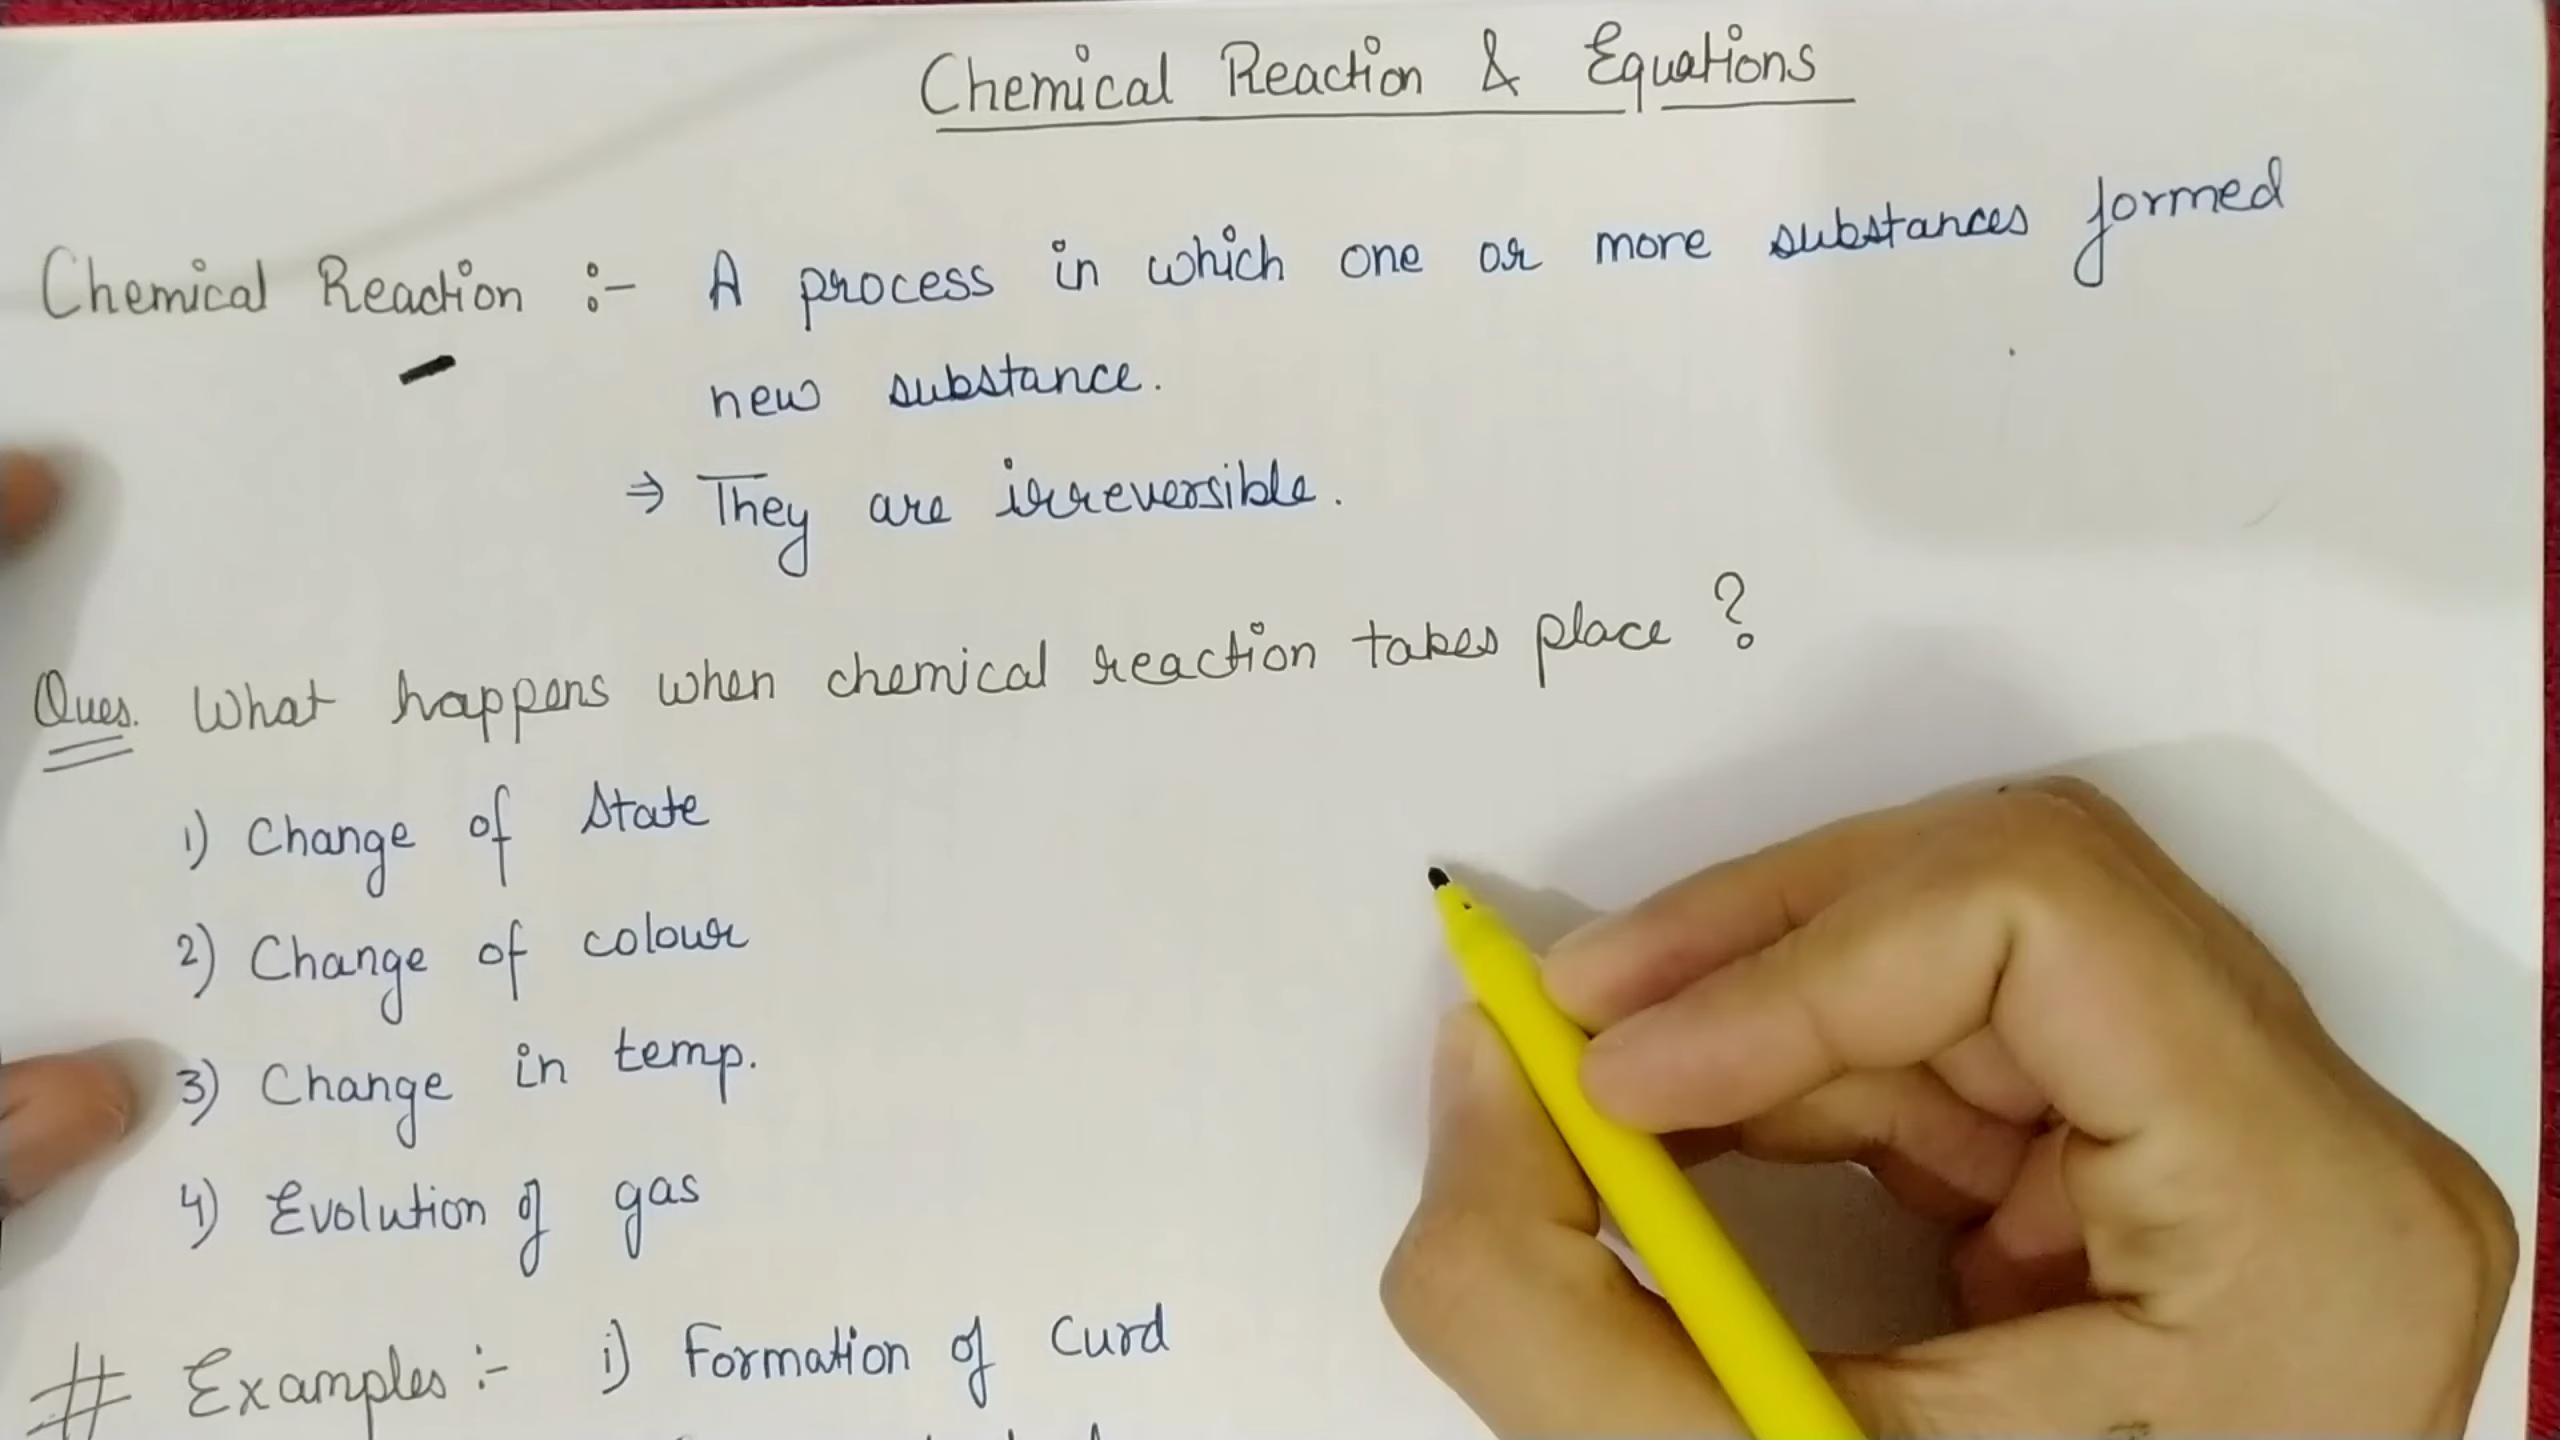 Chemical Reaction & Equations
Chemical Reaction :- A process in which one or more substances formed
new substance.
⇒ They are irreversible.
Ques. What happens when chemical reaction takes place ?
1) Change of State
2) Change of colour
3) Change in temp.
4) Evolution of gas
# Examples :- i) Formation of Curd